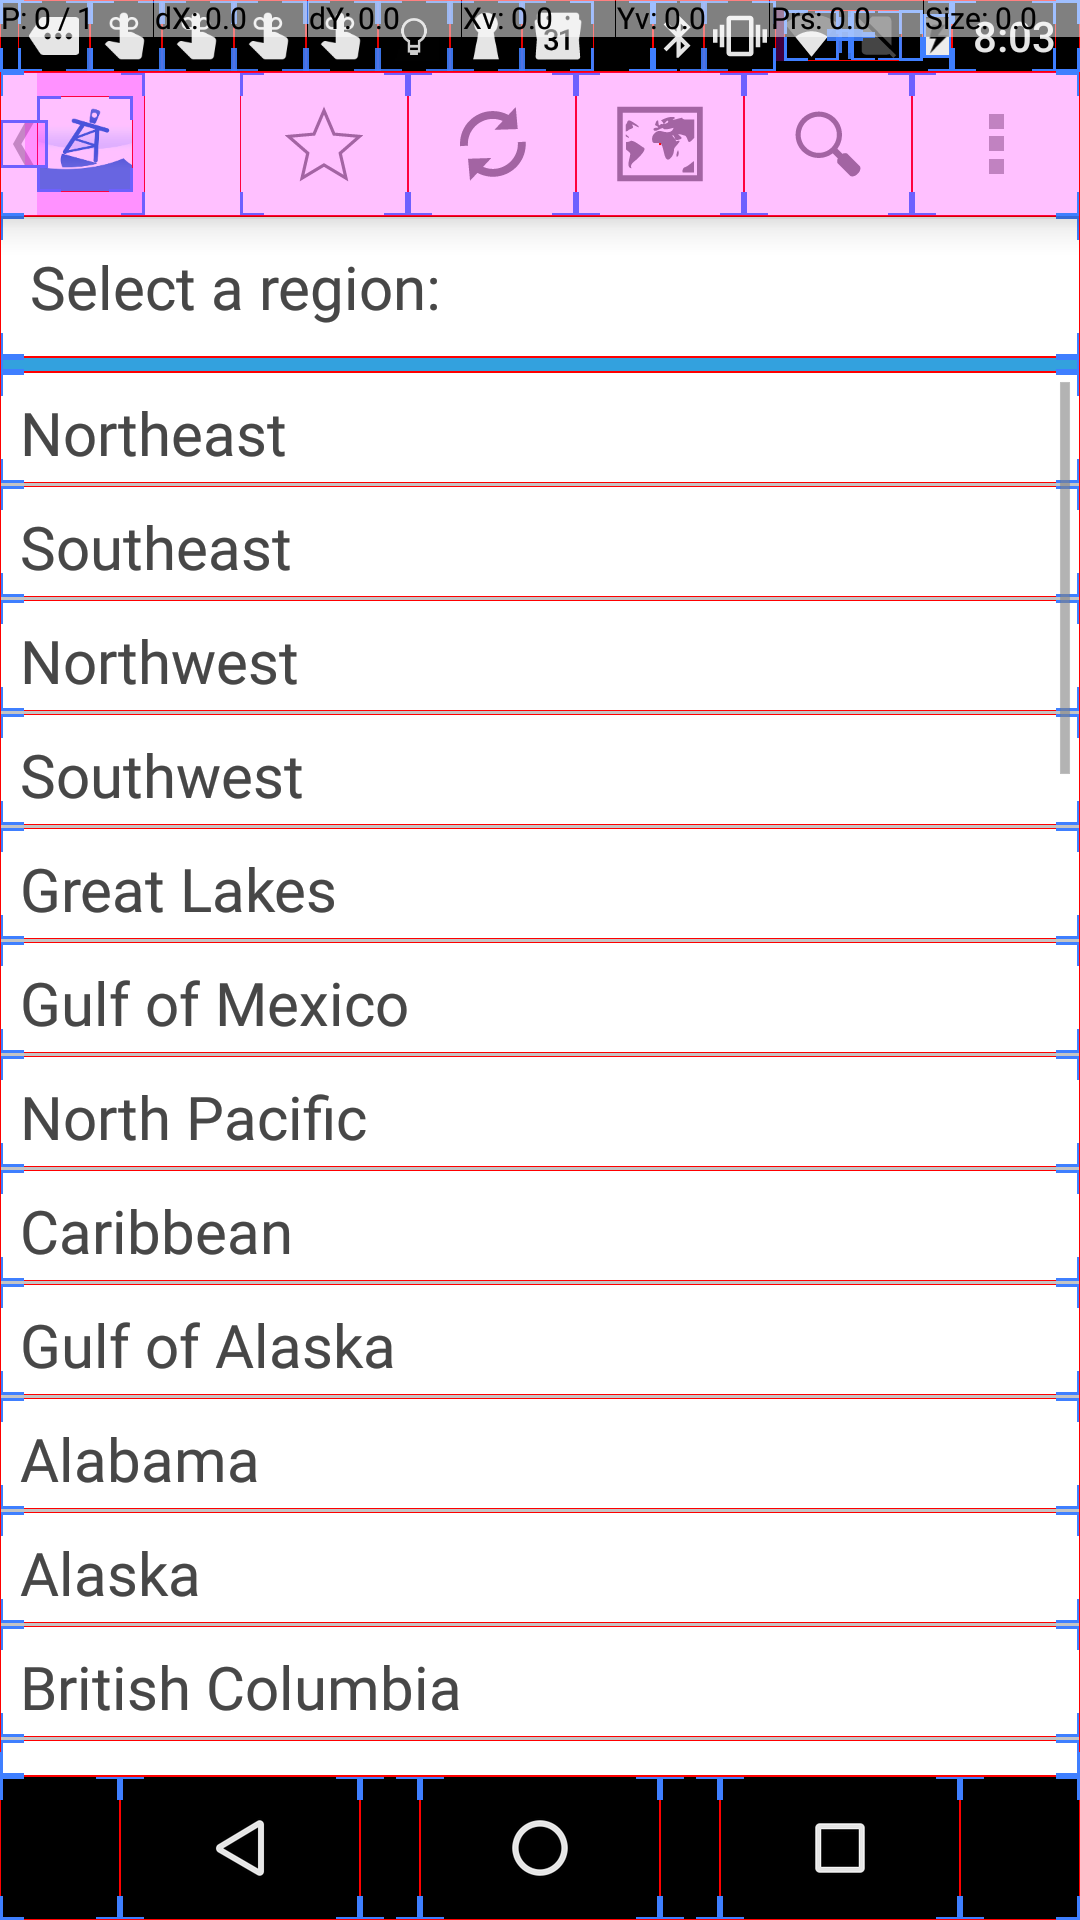 P: 0 / 1 dX: 0.0 dY: 0.0 Xv: 0.0 Yv: 0.0 Prs: 0.0 Size: 0.0
31 8:03
Select a region:
Northeast
Southeast
Northwest
Southwest
Great Lakes
Gulf of Mexico
North Pacific
Caribbean
Gulf of Alaska
Alabama
Alaska
British Columbia